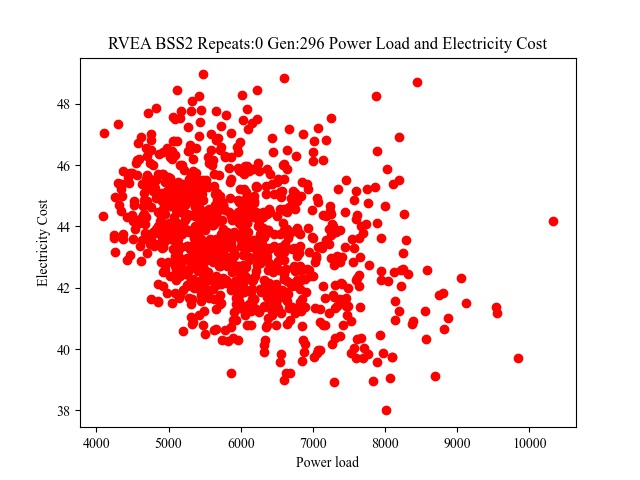 RVEA BSS2 Repeats:0 Gen:296 Power Load and Electricity Cost
48
46
44
42
40
38
Electricity Cost
4000 5000 6000 7000 8000 9000 10000
Power load